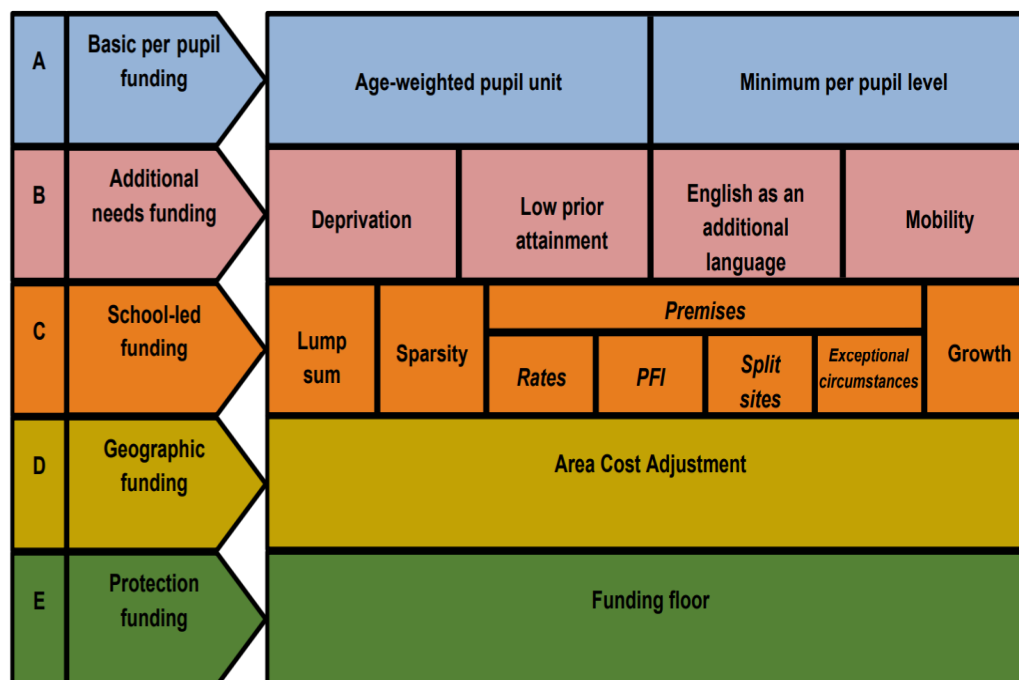 A
Basic per pupil
funding
Age-weighted pupil unit
Minimum per pupil level
B
Additional
needs funding
Deprivation
Low prior
attainment
English as an
additional
language
Mobility
C
School-led
funding
Lump
sum
Sparsity
Premises
Rates
PFI
Split
sites
Exceptional
circumstances
Growth
D
Geographic
funding
Area Cost Adjustment
E
Protection
funding
Funding floor